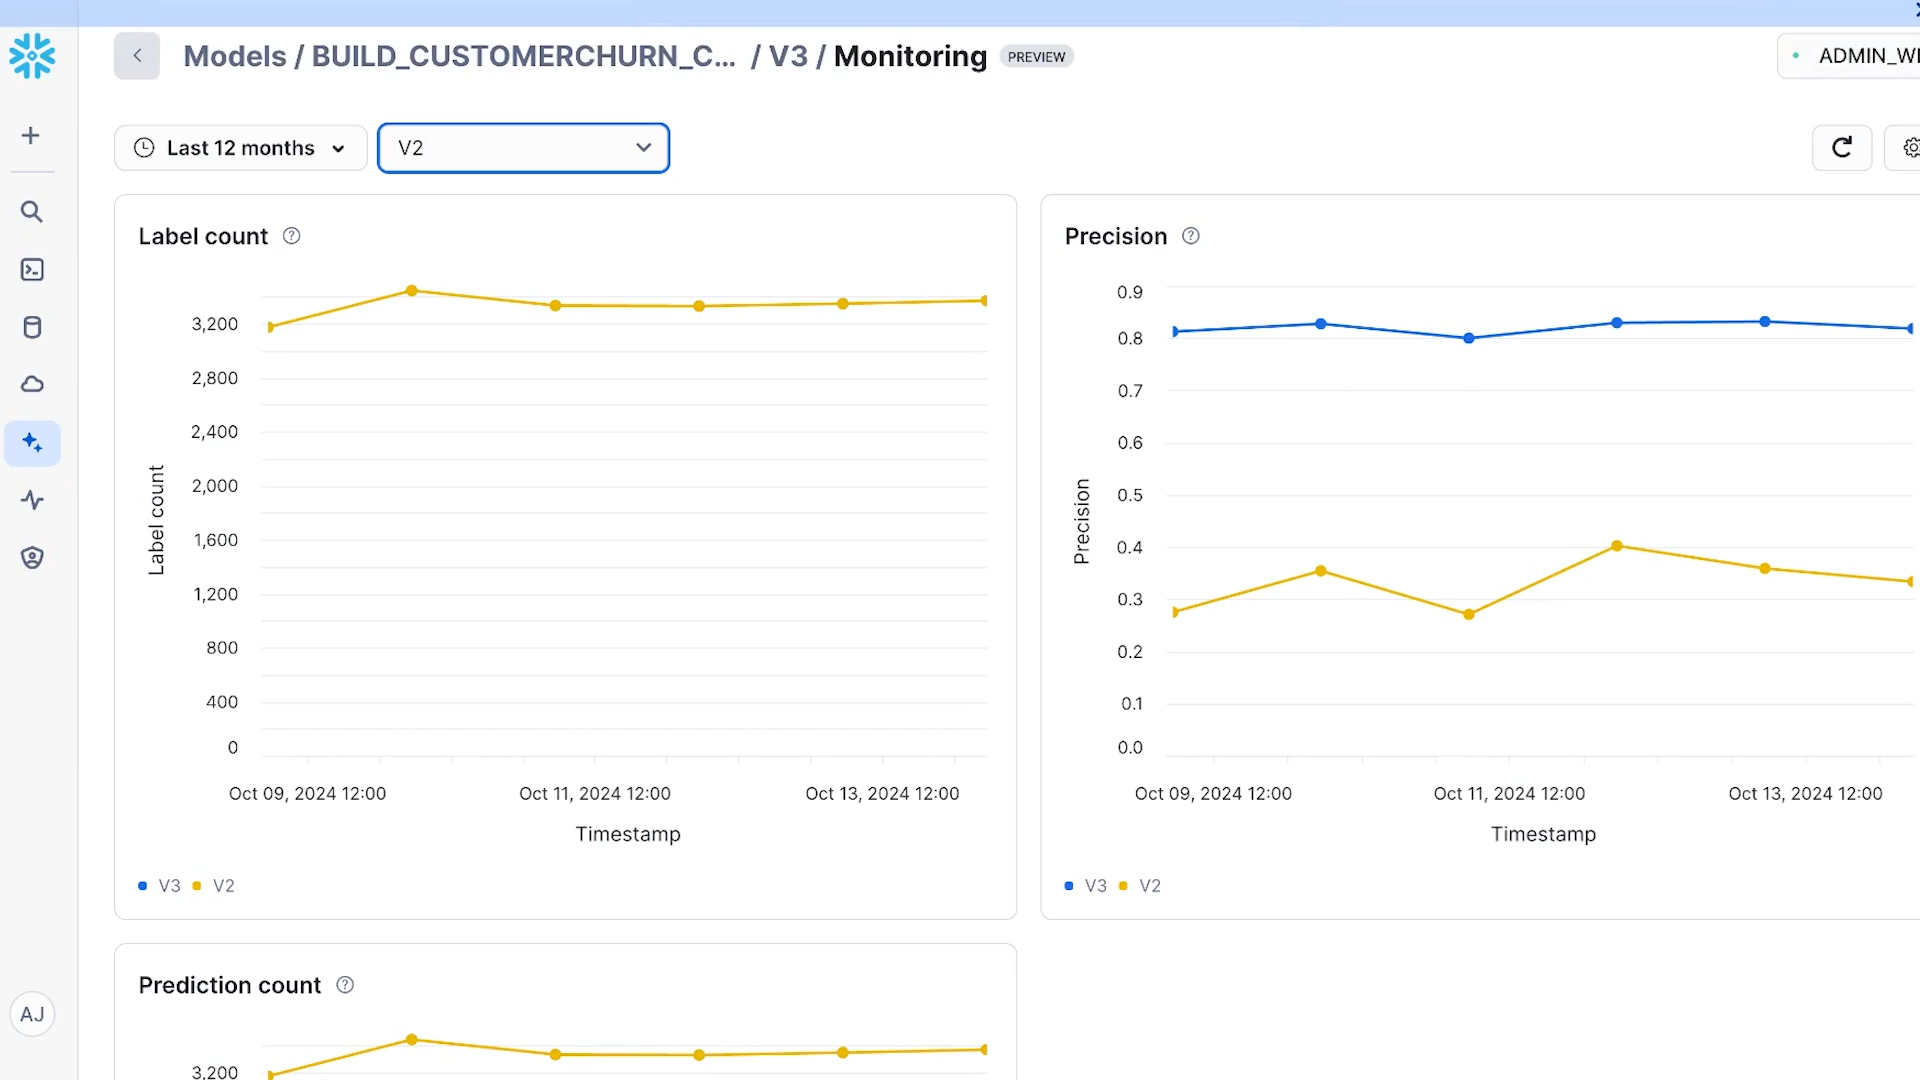 Models / BUILD_CUSTOMERCHURN_C... / V3 / Monitoring PREVIEW
ADMIN_WI
Last 12 months
V2
Label count
3,200
2,800
2,400
2,000
1,600
1,200
800
400
0
Label count
Oct 09, 2024 12:00 Oct 11, 2024 12:00 Oct 13, 2024 12:00
Timestamp
V3 V2
Precision
0.9
0.8
0.7
0.6
0.5
0.4
0.3
0.2
0.1
0.0
Precision
Oct 09, 2024 12:00 Oct 11, 2024 12:00 Oct 13, 2024 12:00
Timestamp
V3 V2
Prediction count
3,200
AJ